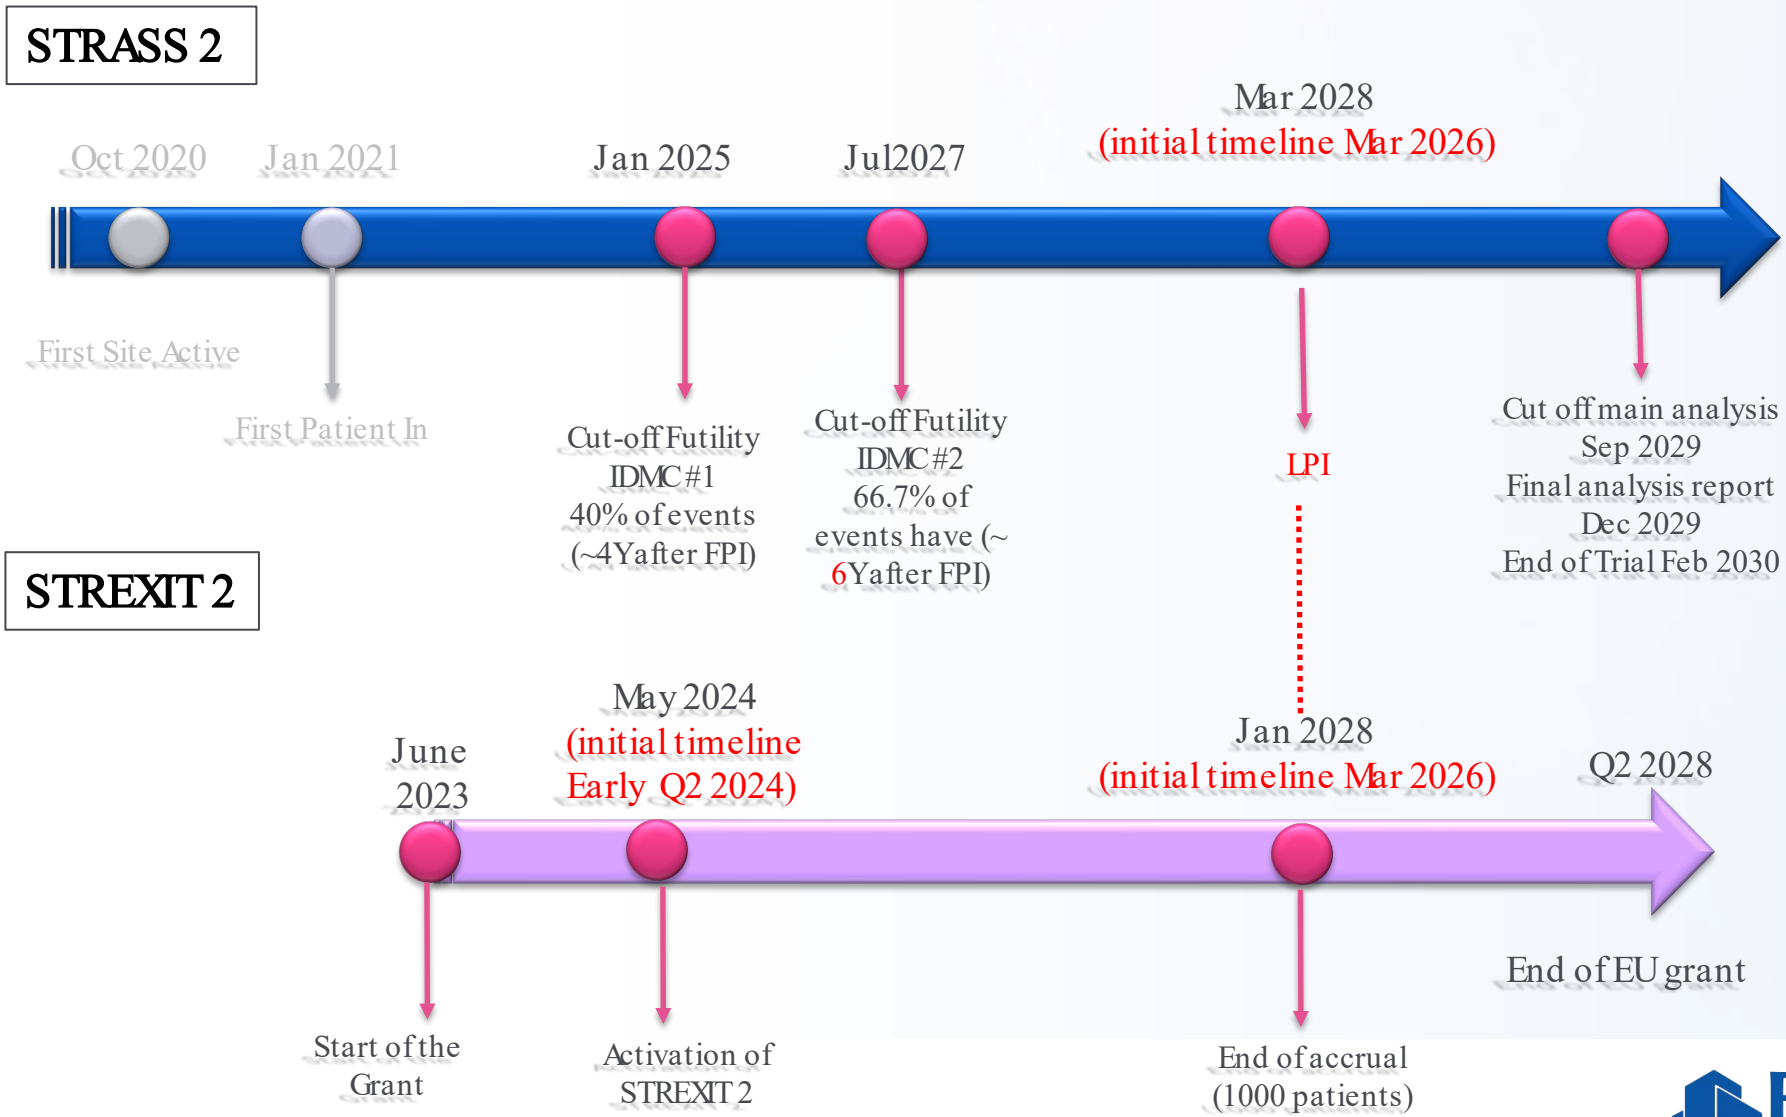 STRASS 2
Oct 2020
Jan 2021
Jan 2025
Jul2027
Mar 2028
(initial timeline Mar 2026)
First Site Active
First Patient In
Cut-off Futility
IDMC #1
40% of events
(~4Yafter FPI)
Cut-off Futility
IDMC #2
66.7% of
events have (~
6Yafter FPI)
LPI
Cut off main analysis
Sep 2029
Final analysis report
Dec 2029
End of Trial Feb 2030
STREXIT 2
June
2023
May 2024
(initial timeline
Early Q2 2024)
Jan 2028
(initial timeline Mar 2026)
Q2 2028
Start of the
Grant
Activation of
STREXIT 2
End of accrual
(1000 patients)
End of EU grant